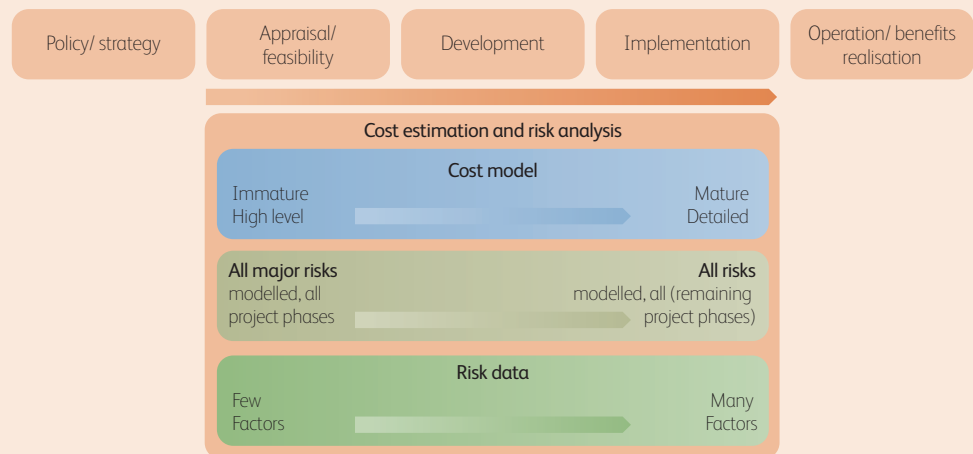 Policy/ strategy
Appraisal/
feasibility
Development
Implementation
Operation/ benefits
realisation
Cost estimation and risk analysis
Cost model
Immature
High level
Mature
Detailed
All major risks
modelled, all
project phases
All risks
modelled, all (remaining
project phases)
Risk data
Few
Factors
Many
Factors